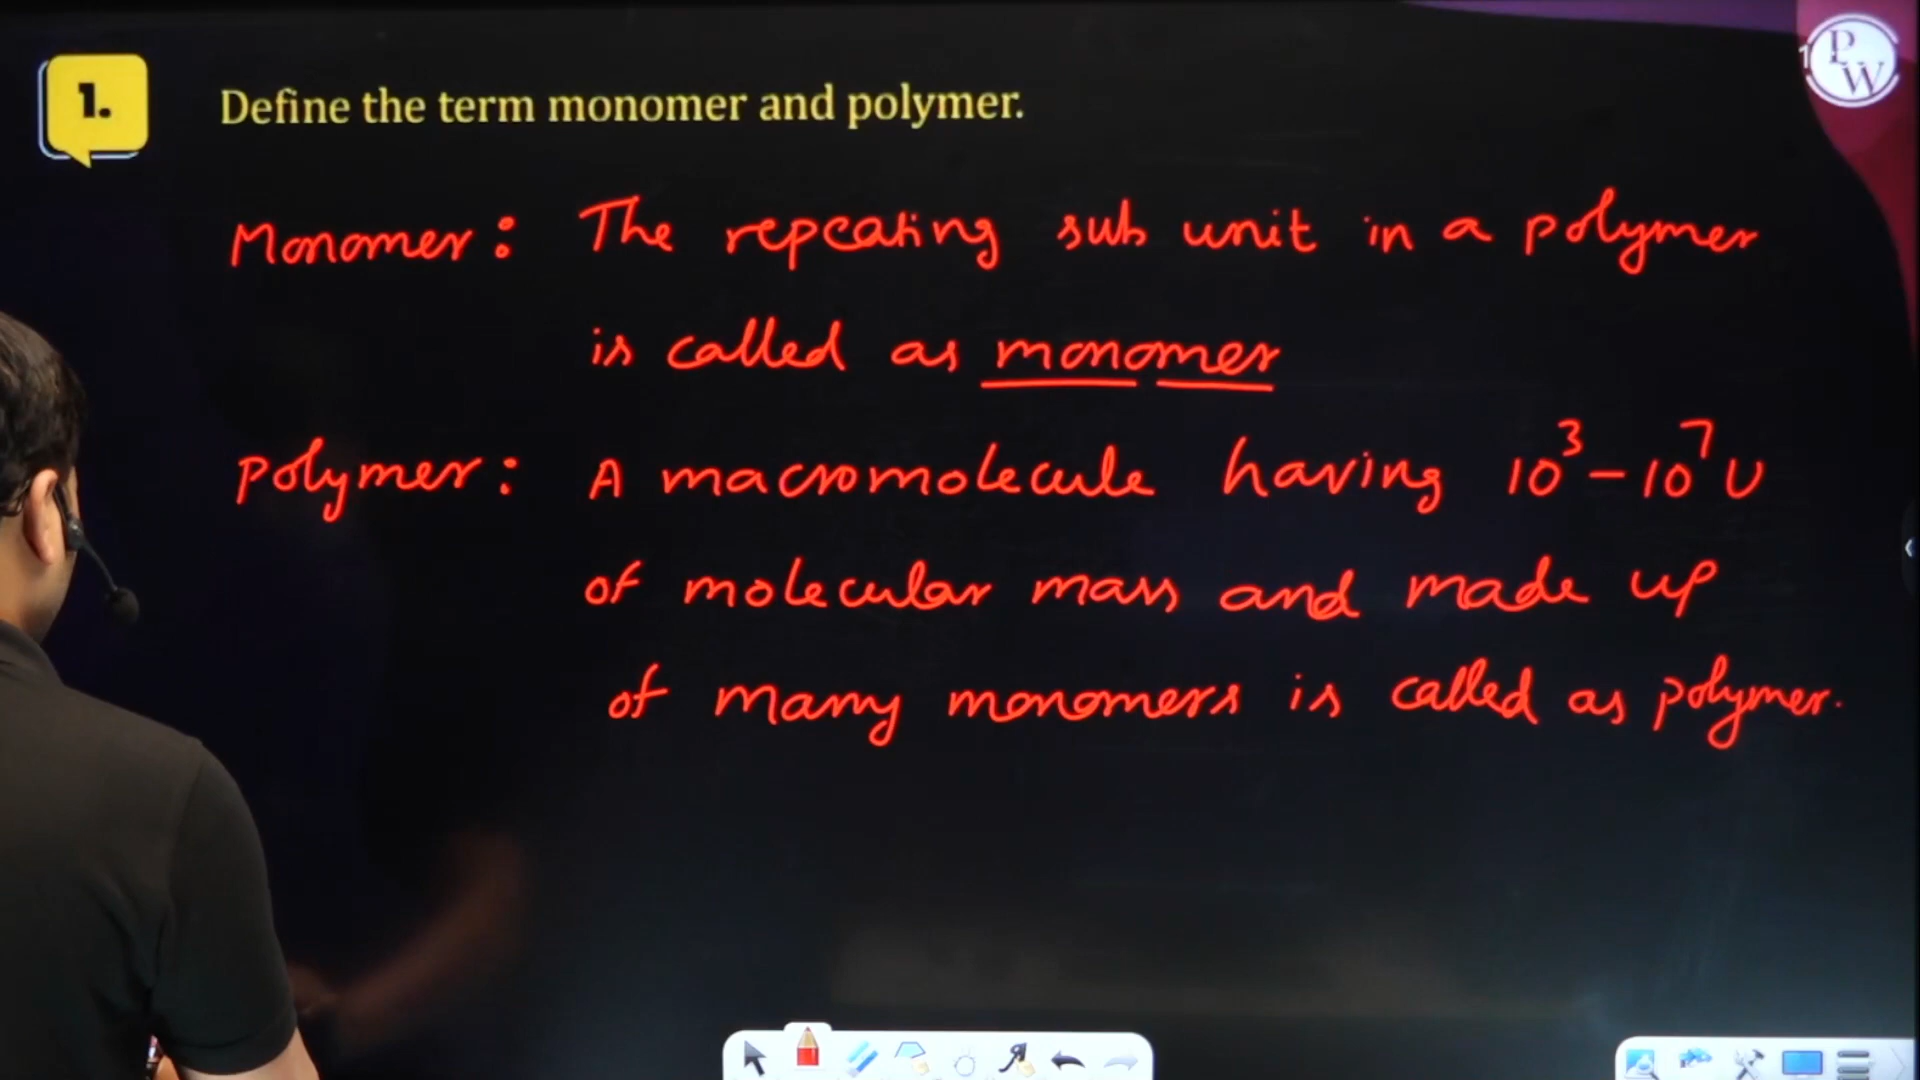 1.
Define the term monomer and polymer.
PW
Monomer: The repeating sub unit in a polymer
is called as monomer
Polymer: A macromolecule having 10³ – 10⁷ U
of molecular mass and made up
of many monomers is called as polymer.